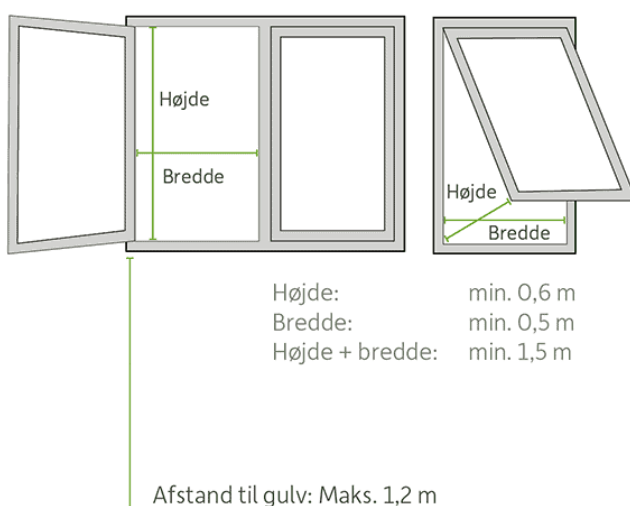 Højde
Bredde
Højde
Bredde
Højde: min. 0,6 m
Bredde: min. 0,5 m
Højde + bredde: min. 1,5 m
Afstand til gulv: Maks. 1,2 m